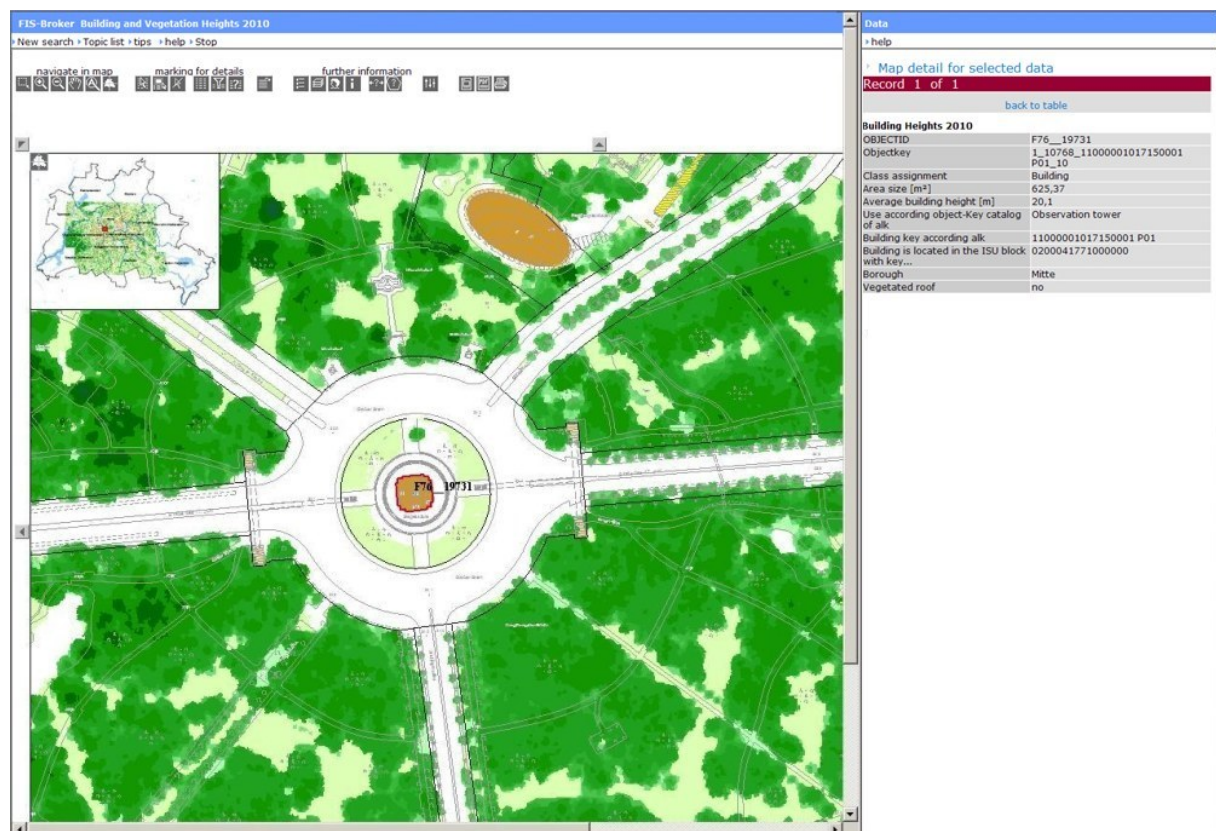 FIS-Broker Building and Vegetation Heights 2010
New search Topic list tips help Stop
navigate in map marking for details further information
F76 19731
Data
help
Map detail for selected data
Record 1 of 1
back to table
Building Heights 2010
OBJECTID F76__19731
Objectkey 1_10768_11000001017150001
P01_10
Class assignment Building
Area size [m²] 625,37
Average building height [m] 20,1
Use according object-Key catalog Observation tower
of alk
Building key according alk 11000001017150001 P01
Building is located in the ISU block 0200041771000000
with key...
Borough Mitte
Vegetated roof no